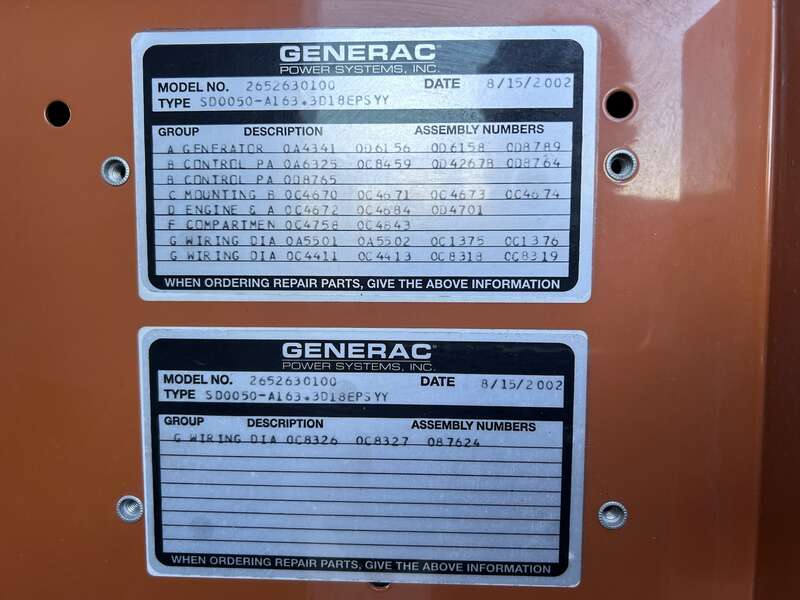 GENERAC
POWER SYSTEMS, INC.
MODEL NO. 2652630100 DATE 8/15/2002
TYPE SD0050-A163.3D18EPSYY
GROUP DESCRIPTION ASSEMBLY NUMBERS
A GENERATOR 0A4341 0D6156 0D6158 0D8789
B CONTROL PA 0A6325 0C8459 0D4267B 0D8764
B CONTROL PA 0D8765
C MOUNTING B 0C4670 0C4671 0C4673 0C4674
D ENGINE & A 0C4672 0C4684 0D4701
F COMPARTMEN 0C4758 0C4843
G WIRING DIA 0A5501 0A5502 0C1375 0C1376
G WIRING DIA 0C4411 0C4413 0C8318 0C8319
WHEN ORDERING REPAIR PARTS, GIVE THE ABOVE INFORMATION
GENERAC
POWER SYSTEMS, INC.
MODEL NO. 2652630100 DATE 8/15/2002
TYPE SD0050-A163.3D18EPSYY
GROUP DESCRIPTION ASSEMBLY NUMBERS
G WIRING DIA 0C8326 0C8327 087624
WHEN ORDERING REPAIR PARTS, GIVE THE ABOVE INFORMATION